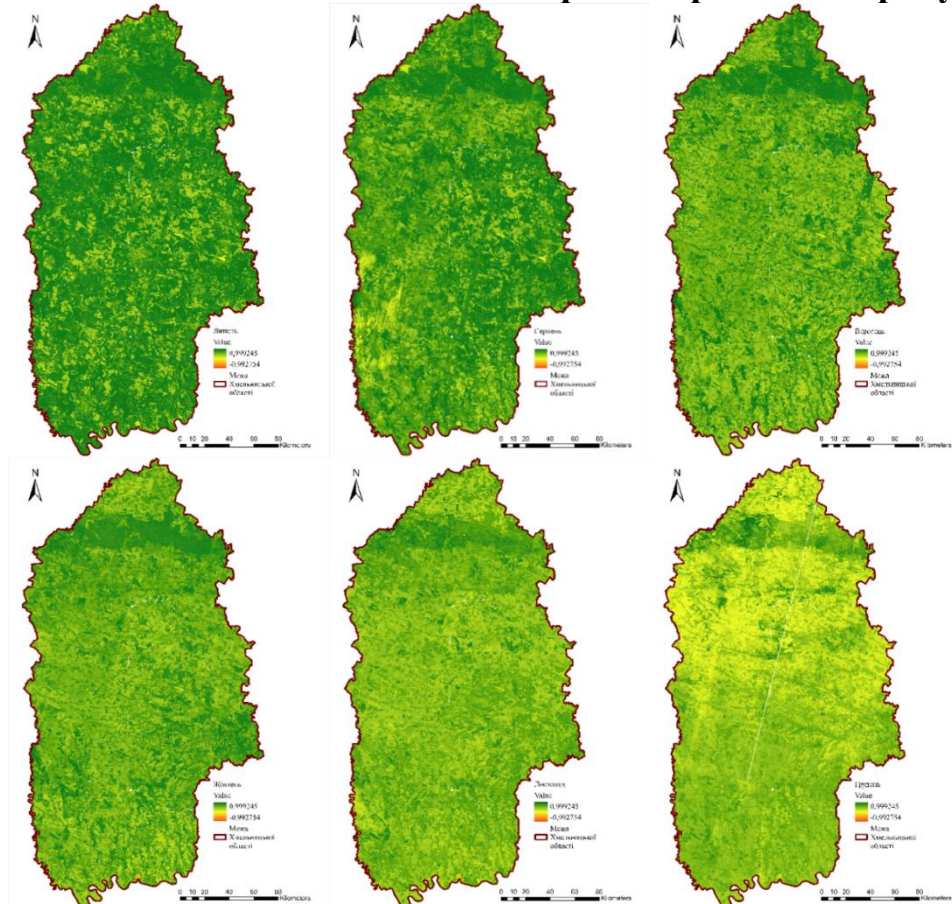 N
Липень
Value
0,999245
-0,992754
Межа
Хмельницької
області
0 10 20 40 60 80
Kilometers
N
Серпень
Value
0,999245
-0,992754
Межа
Хмельницької
області
0 10 20 40 60 80
Kilometers
N
Вересень
Value
0,999245
-0,992754
Межа
Хмельницької
області
0 10 20 40 60 80
Kilometers
N
Жовтень
Value
0,999245
-0,992754
Межа
Хмельницької
області
0 10 20 40 60 80
Kilometers
N
Листопад
Value
0,999245
-0,992754
Межа
Хмельницької
області
0 10 20 40 60 80
Kilometers
N
Грудень
Value
0,999245
-0,992754
Межа
Хмельницької
області
0 10 20 40 60 80
Kilometers